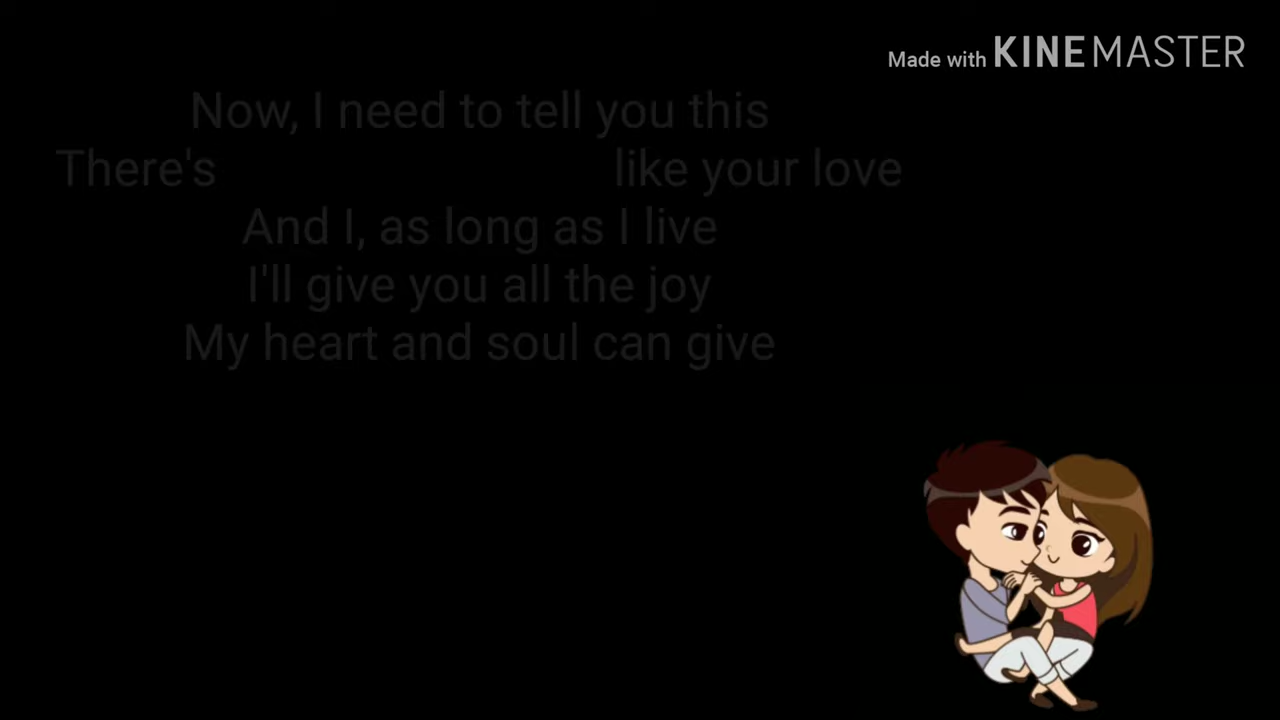 Made with KINEMASTER
Now, I need to tell you this
There's like your love
And I, as long as I live
I'll give you all the joy
My heart and soul can give